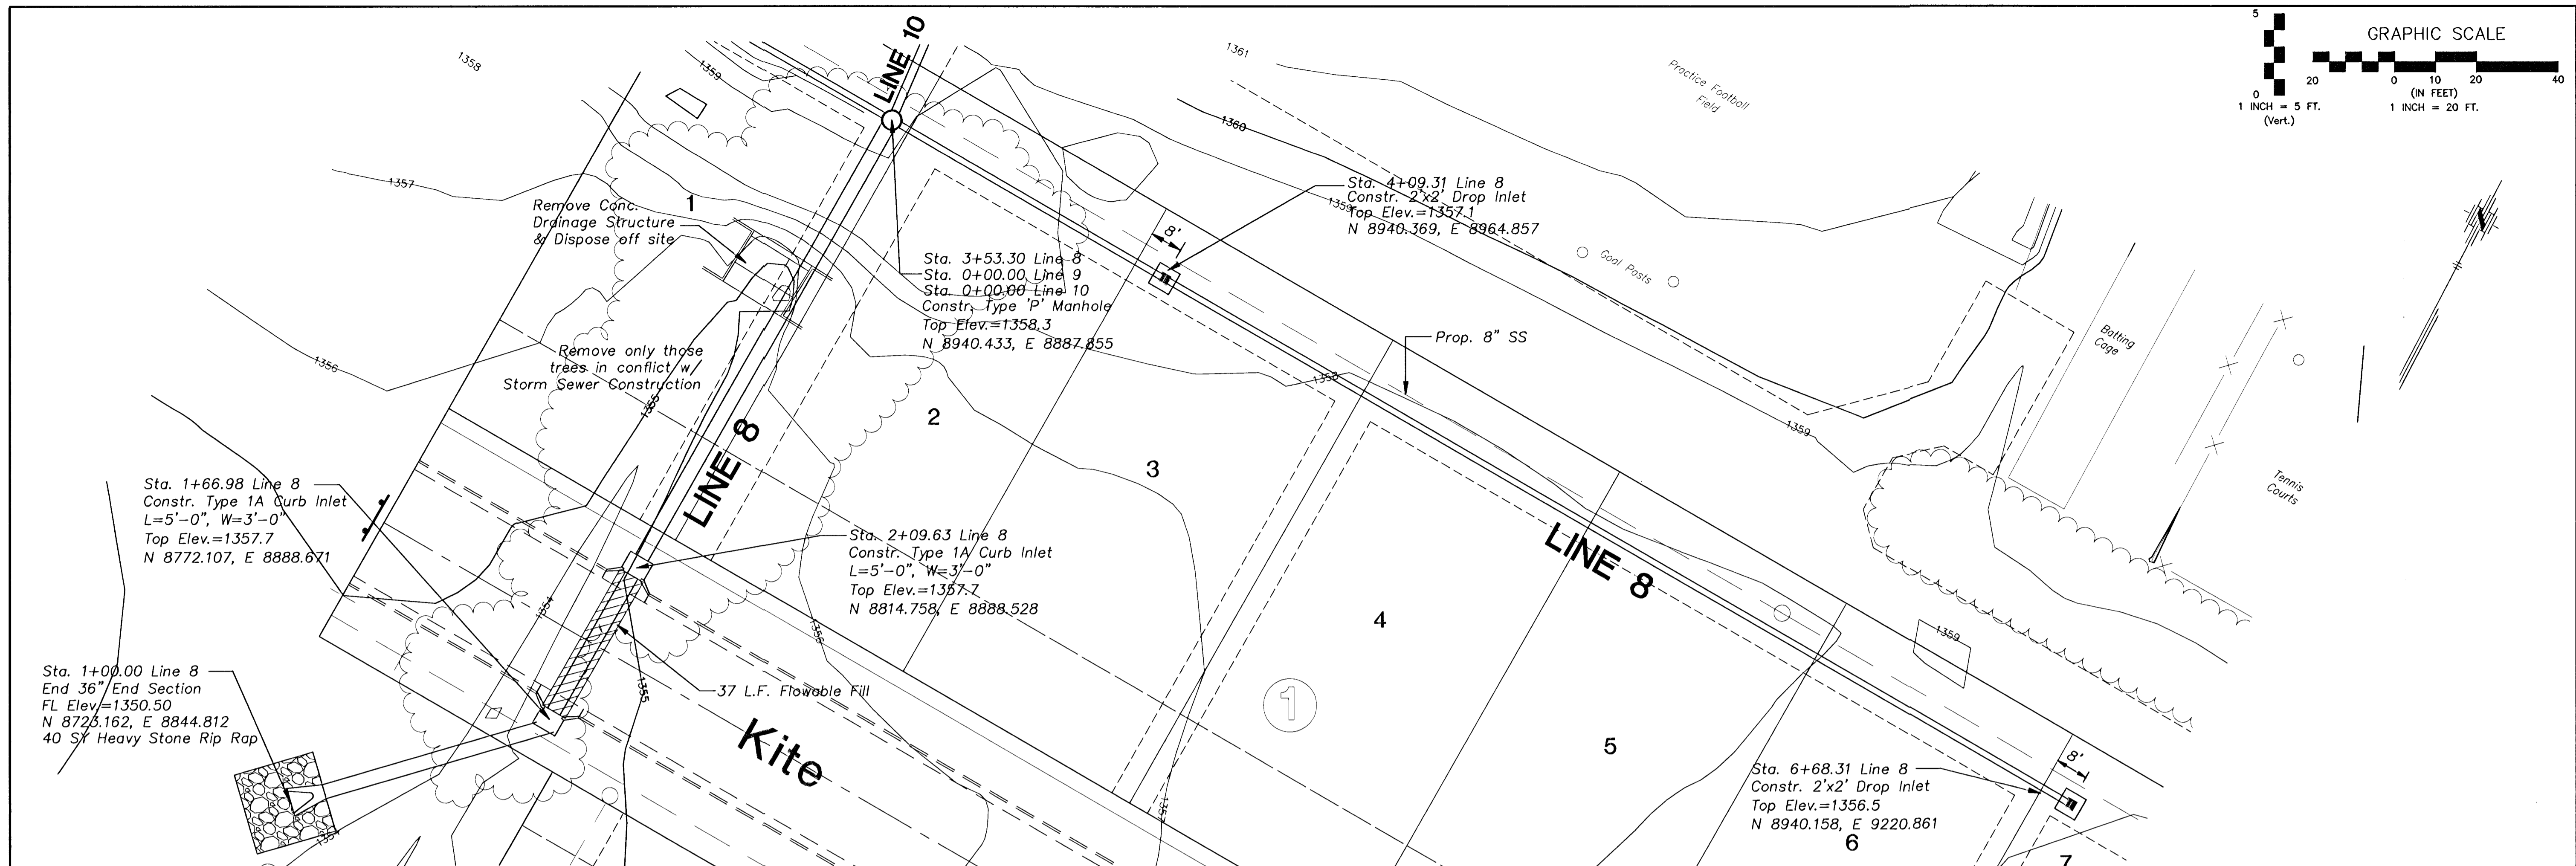 LINE 10
1358
1359
1361
Practice Football
Field
5
0
1 INCH = 5 FT.
(Vert.)
GRAPHIC SCALE
20 0 10 20 40
(IN FEET)
1 INCH = 20 FT.
1360
1357
1
Remove Conc.
Drainage Structure
& Dispose off site
Sta. 4+09.31 Line 8
Constr. 2'x2' Drop Inlet
Top Elev.=1357.1
N 8940.369, E 8964.857
1359
8'
Sta. 3+53.30 Line 8
Sta. 0+00.00 Line 9
Sta. 0+00.00 Line 10
Constr. Type 'P' Manhole
Top Elev.=1358.3
N 8940.433, E 8887.855
Goal Posts
Prop. 8" SS
Batting
Cage
1356
Remove only those
trees in conflict w/
Storm Sewer Construction
1358
1355
2
LINE 8
1359
3
Tennis
Courts
Sta. 1+66.98 Line 8
Constr. Type 1A Curb Inlet
L=5'-0", W=3'-0"
Top Elev.=1357.7
N 8772.107, E 8888.671
Sta. 2+09.63 Line 8
Constr. Type 1A Curb Inlet
L=5'-0", W=3'-0"
Top Elev.=1357.7
N 8814.758, E 8888.528
LINE 8
1354
1356
4
1359
Sta. 1+00.00 Line 8
End 36" End Section
FL Elev.=1350.50
N 8723.162, E 8844.812
40 SY Heavy Stone Rip Rap
1355
37 L.F. Flowable Fill
1
Kite
5
8'
Sta. 6+68.31 Line 8
Constr. 2'x2' Drop Inlet
Top Elev.=1356.5
N 8940.158, E 9220.861
1357
6
7